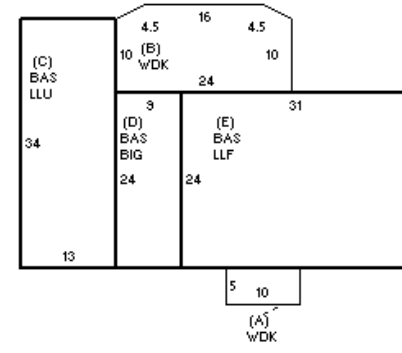 16
4.5 4.5
10 (B) 10
WDK
24
(C)
BAS
LLU
34
13
9
(D)
BAS
BIG
24
31
(E)
BAS
LLF
24
5 10
(A)
WDK